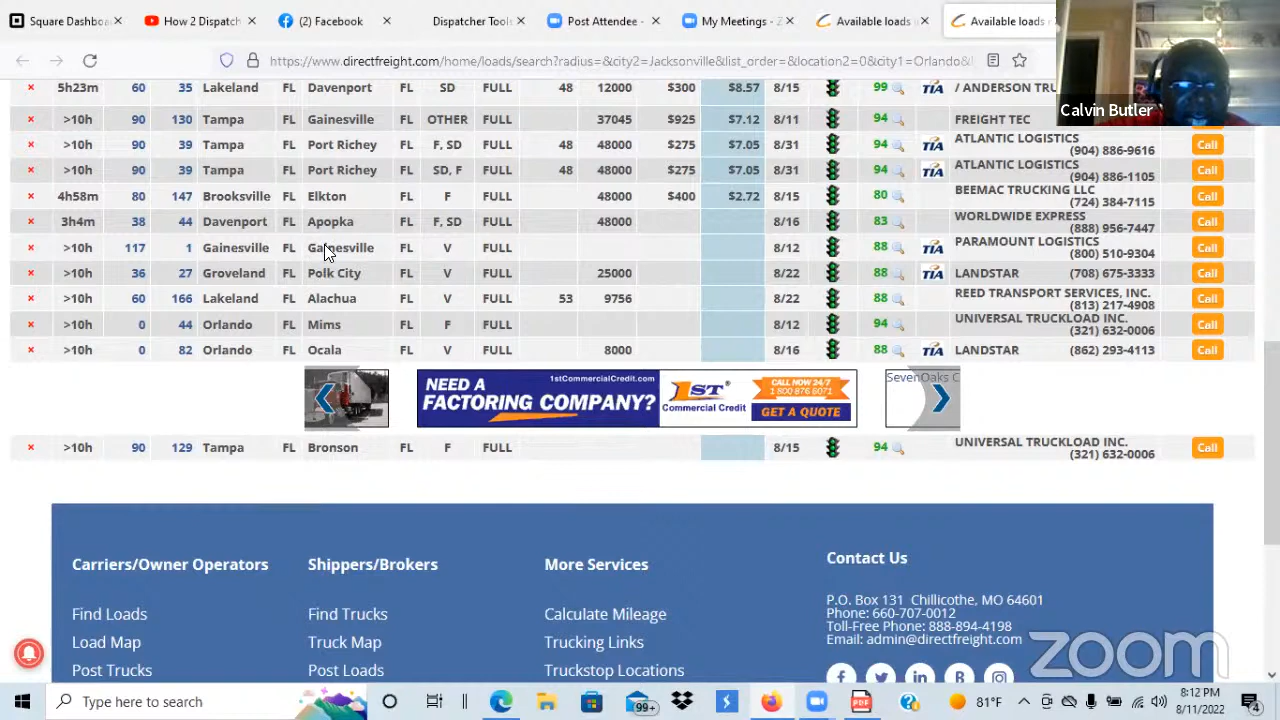 Square Dashbo
How 2 Dispatch
(2) Facebook
Dispatcher Tools
Post Attendee -
My Meetings - Z
Available loads
Available loads
https://www.directfreight.com/home/loads/search?radius=&city2=Jacksonville&list_order=&location2=0&city1=Orlando&l
Calvin Butler
5h23m 60 35 Lakeland FL Davenport FL SD FULL 48 12000 $300 $8.57 8/15 99 TIA / ANDERSON TRU
>10h 90 130 Tampa FL Gainesville FL FULL 37045 $925 $7.12 8/11 94 FREIGHT TEC
>10h 90 39 Tampa FL Port Richey FL F, SD FULL 48 48000 $275 $7.05 8/31 94 TIA ATLANTIC LOGISTICS (904) 886-9616 Call
>10h 90 39 Tampa FL Port Richey FL SD, F FULL 48 48000 $275 $7.05 8/31 94 TIA ATLANTIC LOGISTICS (904) 886-1105 Call
4h58m 80 147 Brooksville FL Elkton FL F FULL 48000 $400 $2.72 8/15 80 BEEMAC TRUCKING LLC (724) 384-7115 Call
3h4m 38 44 Davenport FL Apopka FL F, SD FULL 48000 8/16 83 WORLDWIDE EXPRESS (888) 956-7447 Call
>10h 117 1 Gainesville FL Gainesville FL V FULL 8/12 88 TIA PARAMOUNT LOGISTICS (800) 510-9304 Call
>10h 36 27 Groveland FL Polk City FL V FULL 25000 8/22 88 TIA LANDSTAR (708) 675-3333 Call
>10h 60 166 Lakeland FL Alachua FL V FULL 53 9756 8/22 88 REED TRANSPORT SERVICES, INC. (813) 217-4908 Call
>10h 0 44 Orlando FL Mims FL F FULL 8/12 94 UNIVERSAL TRUCKLOAD INC. (321) 632-0006 Call
>10h 0 82 Orlando FL Ocala FL V FULL 8000 8/16 88 TIA LANDSTAR (862) 293-4113 Call
NEED A
FACTORING COMPANY?
1stCommercialCredit.com
1ST
Commercial Credit
CALL NOW 24/7
1 800 876 6071
GET A QUOTE
SevenOaks C
>10h 90 129 Tampa FL Bronson FL F FULL 8/15 94 UNIVERSAL TRUCKLOAD INC. (321) 632-0006 Call
Carriers/Owner Operators
Find Loads
Load Map
Post Trucks
Shippers/Brokers
Find Trucks
Truck Map
Post Loads
More Services
Calculate Mileage
Trucking Links
Truckstop Locations
Contact Us
P.O. Box 131 Chillicothe, MO 64601
Phone: 660-707-0012
Toll-Free Phone: 888-894-4198
Email: admin@directfreight.com
zoom
Type here to search
99+
PDF
81°F
8:12 PM
8/11/2022
4